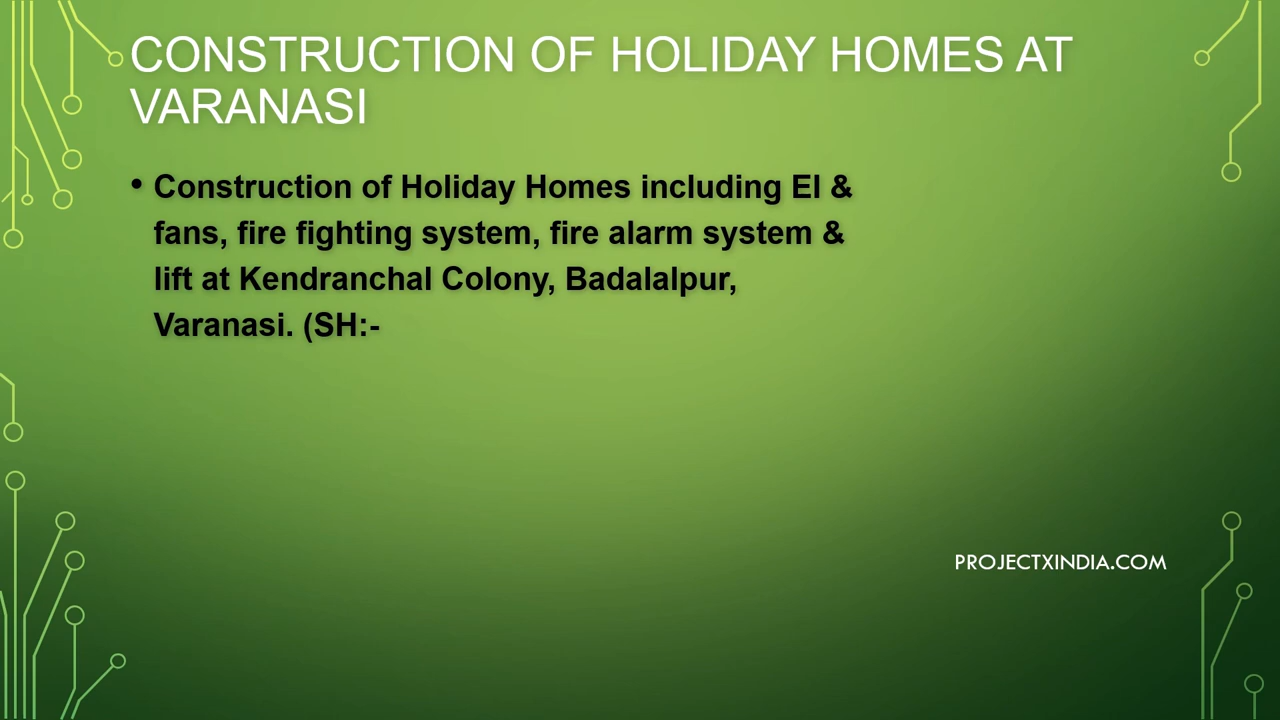 CONSTRUCTION OF HOLIDAY HOMES AT
VARANASI
• Construction of Holiday Homes including EI &
fans, fire fighting system, fire alarm system &
lift at Kendranchal Colony, Badalalpur,
Varanasi. (SH:-
PROJECTXINDIA.COM